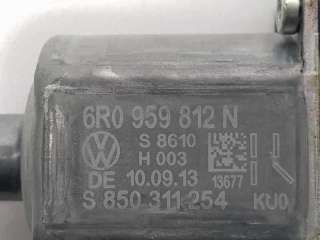 6R0 959 812 N
S 8610
H 003
13677
DE 10.09.13
S 850 311 254 KU0